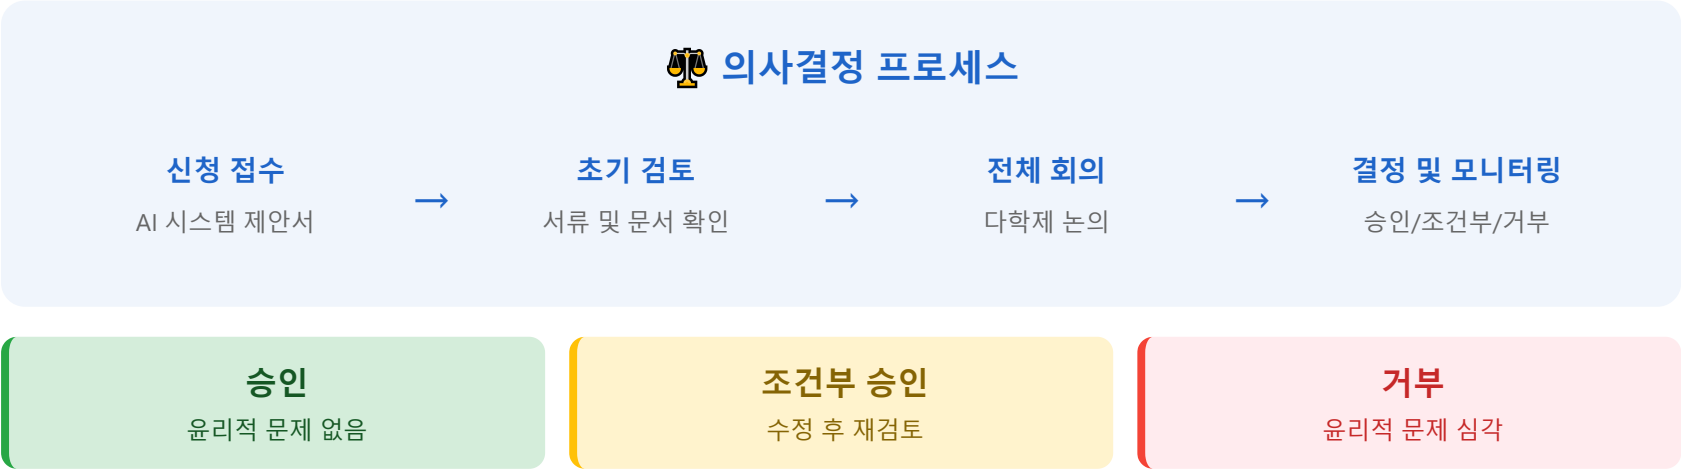 의사결정 프로세스
신청 접수
AI 시스템 제안서
→
초기 검토
서류 및 문서 확인
→
전체 회의
다학제 논의
→
결정 및 모니터링
승인/조건부/거부
승인
윤리적 문제 없음
조건부 승인
수정 후 재검토
거부
윤리적 문제 심각